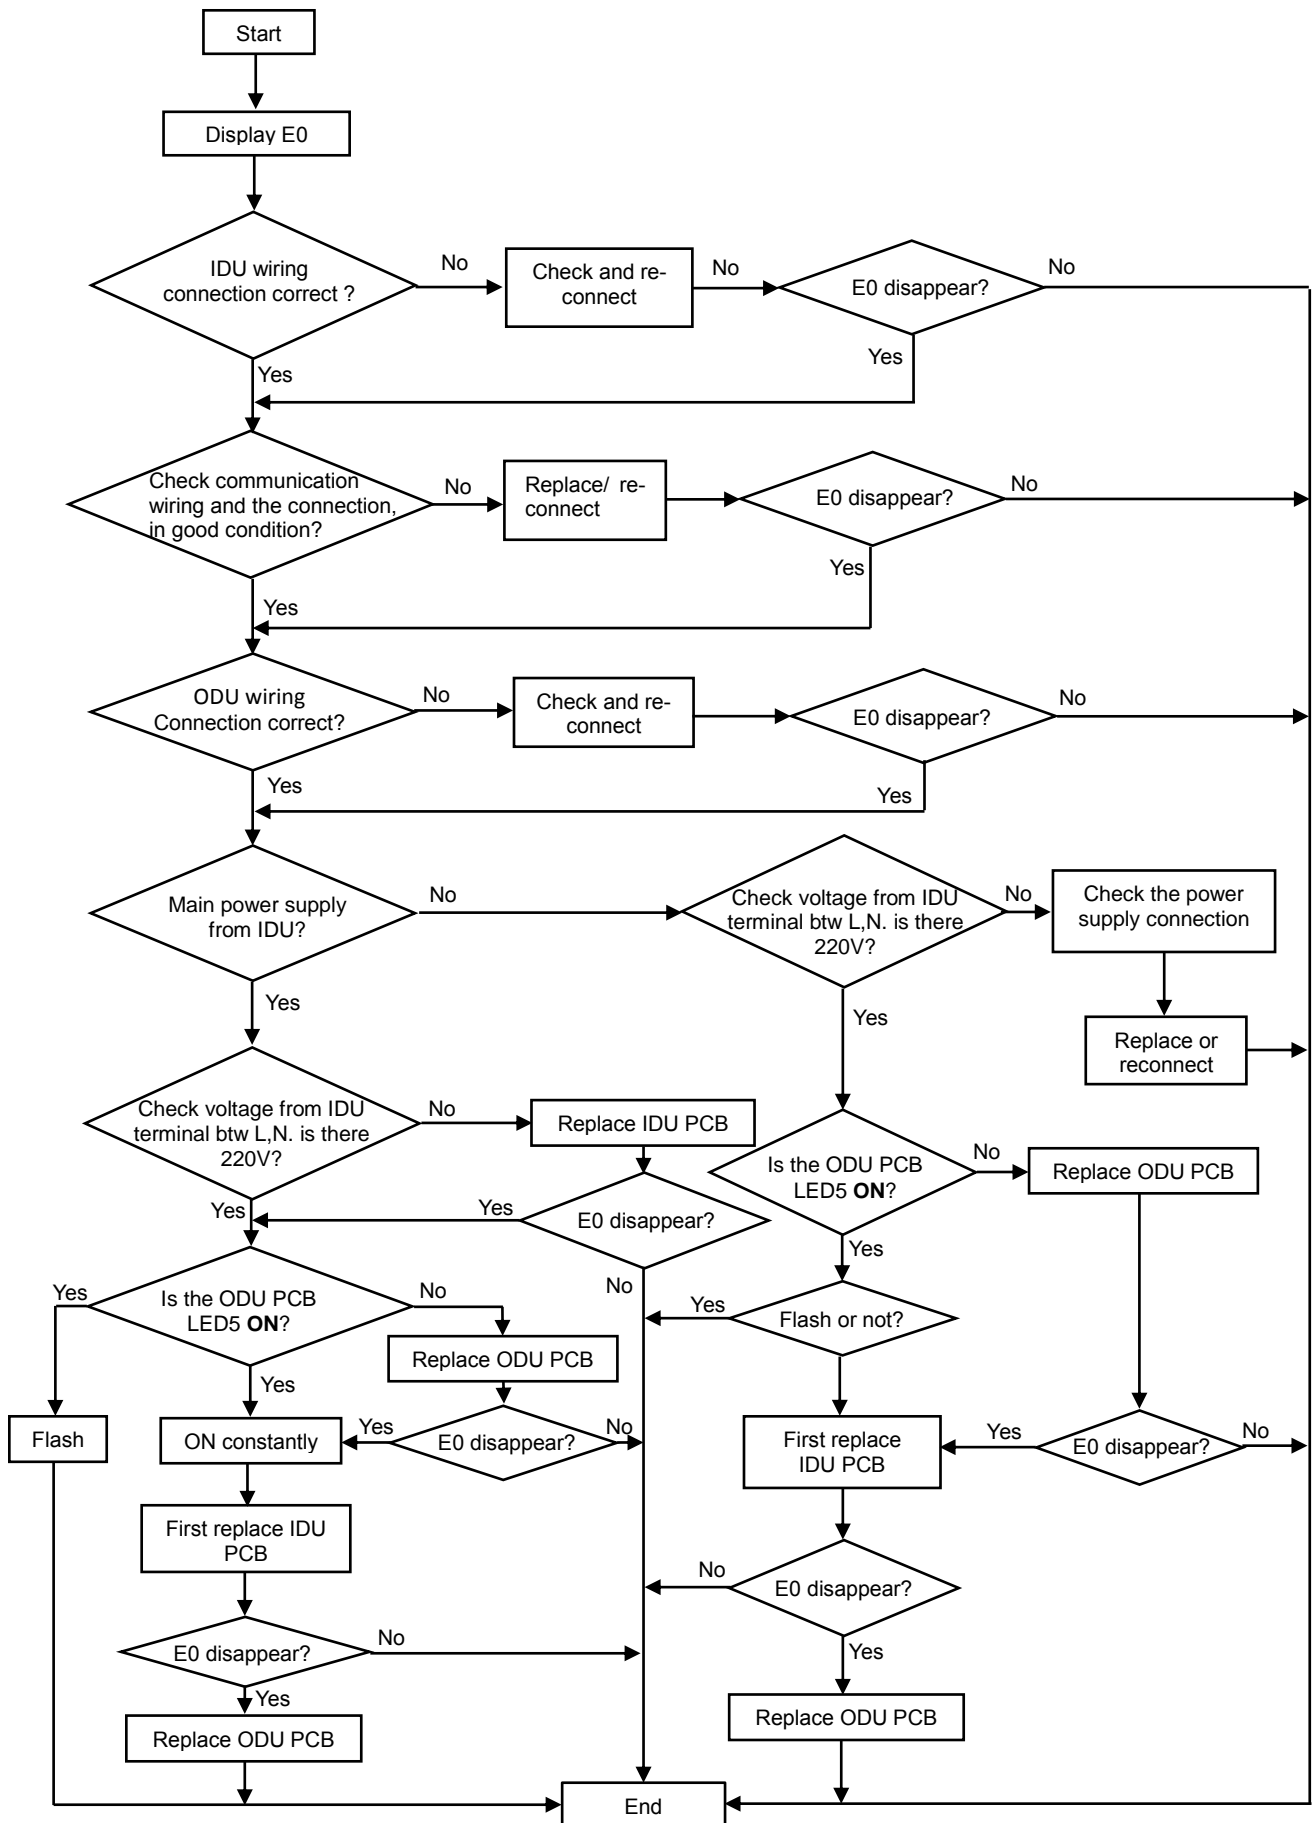 Start
Display E0
IDU wiring
connection correct ?
No
Check and re-
connect
No
E0 disappear?
No
Yes
Yes
Check communication
wiring and the connection,
in good condition?
No
Replace/ re-
connect
E0 disappear?
No
Yes
Yes
ODU wiring
Connection correct?
No
Check and re-
connect
E0 disappear?
No
Yes
Yes
Main power supply
from IDU?
No
Check voltage from IDU
terminal btw L,N. is there
220V?
No
Check the power
supply connection
Yes
Yes
Replace or
reconnect
Check voltage from IDU
terminal btw L,N. is there
220V?
No
Replace IDU PCB
Is the ODU PCB
LED5 ON?
No
Replace ODU PCB
Yes
Yes
E0 disappear?
Yes
No
Yes
Is the ODU PCB
LED5 ON?
No
Yes
Flash or not?
Replace ODU PCB
Yes
Flash
ON constantly
Yes
E0 disappear?
No
First replace
IDU PCB
Yes
E0 disappear?
No
First replace IDU
PCB
No
E0 disappear?
E0 disappear?
No
Yes
Yes
Replace ODU PCB
Replace ODU PCB
End